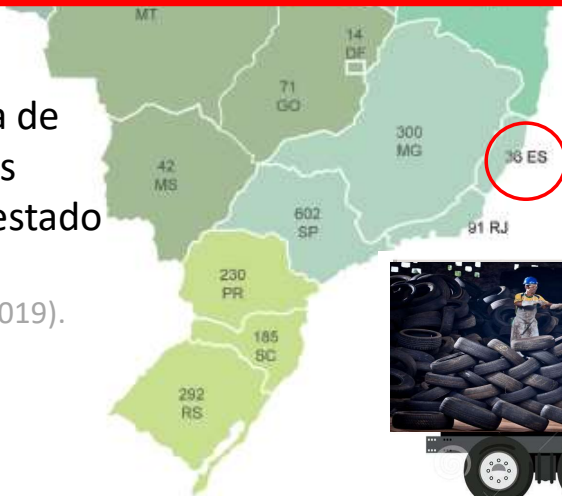 MT
14
DF
71
GO
a de
s
estado
019).
42
MS
300
MG
38 ES
602
SP
91 RJ
230
PR
185
SC
292
RS